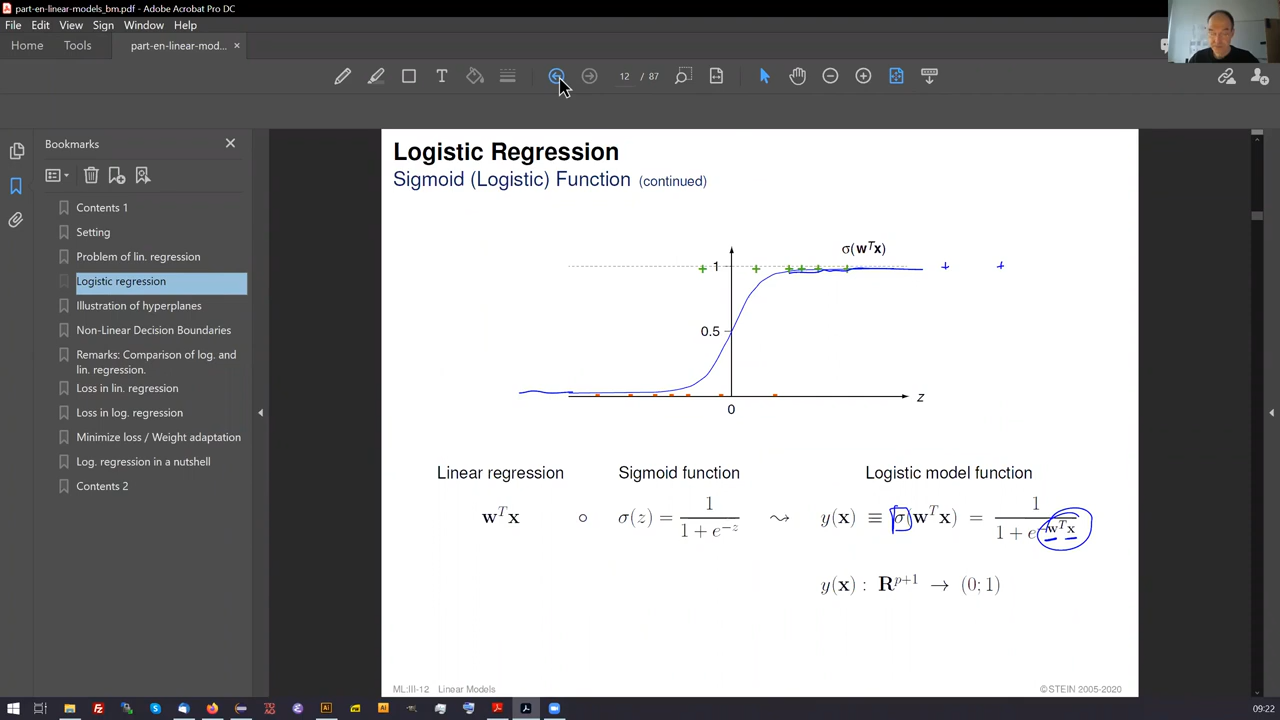 part-en-linear-models_bm.pdf - Adobe Acrobat Pro DC
File Edit View Sign Window Help
Home Tools part-en-linear-mod... ×
12 / 87
Bookmarks
Contents 1
Setting
Problem of lin. regression
Logistic regression
Illustration of hyperplanes
Non-Linear Decision Boundaries
Remarks: Comparison of log. and
lin. regression.
Loss in lin. regression
Loss in log. regression
Minimize loss / Weight adaptation
Log. regression in a nutshell
Contents 2
Logistic Regression
Sigmoid (Logistic) Function (continued)
σ(wᵀx)
1
0.5
0
z
Linear regression Sigmoid function Logistic model function
wᵀx ∘ σ(z) = 1 / (1 + e^{−z}) ⤳ y(x) ≡ σ(wᵀx) = 1 / (1 + e^{−wᵀx})
y(x) : R^{p+1} → (0; 1)
ML:III-12 Linear Models ©STEIN 2005-2020
09:22